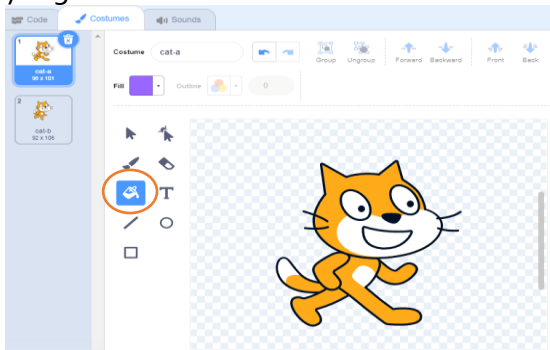 Code Costumes Sounds
1
cat-a
96 x 101
2
cat-b
92 x 106
Costume cat-a
Group Ungroup Forward Backward Front Back
Fill Outline 0
T